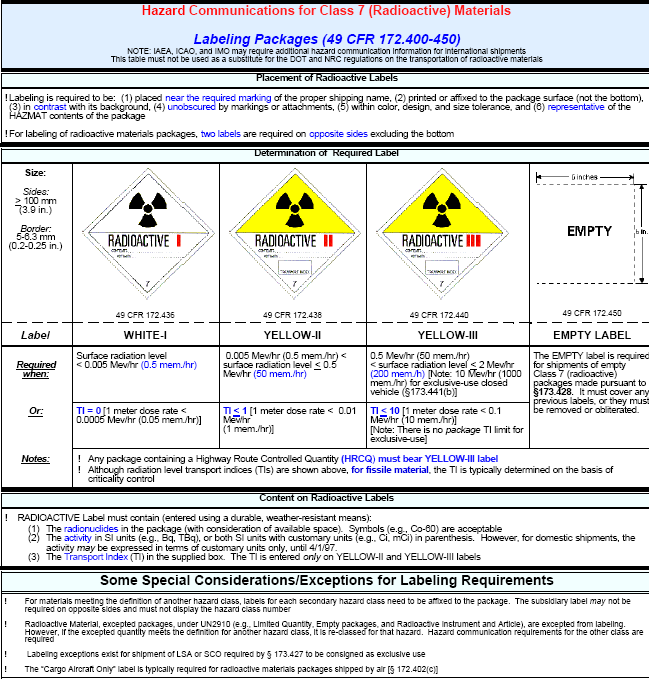 Hazard Communications for Class 7 (Radioactive) Materials
Labeling Packages (49 CFR 172.400-450)
NOTE: IAEA, ICAO, and IMO may require additional hazard communication information for international shipments
This table must not be used as a substitute for the DOT and NRC regulations on the transportation of radioactive materials
Placement of Radioactive Labels
! Labeling is required to be: (1) placed near the required marking of the proper shipping name, (2) printed or affixed to the package surface (not the bottom),
(3) in contrast with its background, (4) unobscured by markings or attachments, (5) within color, design, and size tolerance, and (6) representative of the
HAZMAT contents of the package
! For labeling of radioactive materials packages, two labels are required on opposite sides excluding the bottom
Determination of Required Label
Size:
Sides:
≥ 100 mm
(3.9 in.)
Border:
5-6.3 mm
(0.2-0.25 in.)
RADIOACTIVE I
CONTENTS
ACTIVITY
7
49 CFR 172.436
RADIOACTIVE II
CONTENTS
ACTIVITY
TRANSPORT INDEX
7
49 CFR 172.438
RADIOACTIVE III
CONTENTS
ACTIVITY
TRANSPORT INDEX
7
49 CFR 172.440
6 inches
EMPTY
6 in.
49 CFR 172.450
Label
WHITE-I
YELLOW-II
YELLOW-III
EMPTY LABEL
Required
when:
Surface radiation level
< 0.005 Mev/hr (0.5 mem./hr)
0.005 Mev/hr (0.5 mem./hr) <
surface radiation level ≤ 0.5
Mev/hr (50 mem./hr)
0.5 Mev/hr (50 mem./hr)
< surface radiation level < 2 Mev/hr
(200 mem./h) [Note: 10 Mev/hr (1000
mem./hr) for exclusive-use closed
vehicle (§173.441(b)]
The EMPTY label is required
for shipments of empty
Class 7 (radioactive)
packages made pursuant to
§173.428. It must cover any
previous labels, or they must
be removed or obliterated.
Or:
TI = 0 [1 meter dose rate <
0.0005 Mev/hr (0.05 mem./hr)]
TI ≤ 1 [1 meter dose rate < 0.01
Mev/hr
(1 mem./hr)]
TI ≤ 10 [1 meter dose rate < 0.1
Mev/hr (10 mem./hr)]
[Note: There is no package TI limit for
exclusive-use]
Notes:
! Any package containing a Highway Route Controlled Quantity (HRCQ) must bear YELLOW-III label
! Although radiation level transport indices (TIs) are shown above, for fissile material, the TI is typically determined on the basis of
criticality control
Content on Radioactive Labels
! RADIOACTIVE Label must contain (entered using a durable, weather-resistant means):
(1) The radionuclides in the package (with consideration of available space). Symbols (e.g., Co-60) are acceptable
(2) The activity in SI units (e.g., Bq, TBq), or both SI units with customary units (e.g., Ci, mCi) in parenthesis. However, for domestic shipments, the
activity may be expressed in terms of customary units only, until 4/1/97.
(3) The Transport Index (TI) in the supplied box. The TI is entered only on YELLOW-II and YELLOW-III labels
Some Special Considerations/Exceptions for Labeling Requirements
! For materials meeting the definition of another hazard class, labels for each secondary hazard class need to be affixed to the package. The subsidiary label may not be
required on opposite sides and must not display the hazard class number
! Radioactive Material, excepted packages, under UN2910 (e.g., Limited Quantity, Empty packages, and Radioactive Instrument and Article), are excepted from labeling.
However, if the excepted quantity meets the definition for another hazard class, it is re-classed for that hazard. Hazard communication requirements for the other class are
required
! Labeling exceptions exist for shipment of LSA or SCO required by § 173.427 to be consigned as exclusive use
! The "Cargo Aircraft Only" label is typically required for radioactive materials packages shipped by air [§ 172.402(c)]